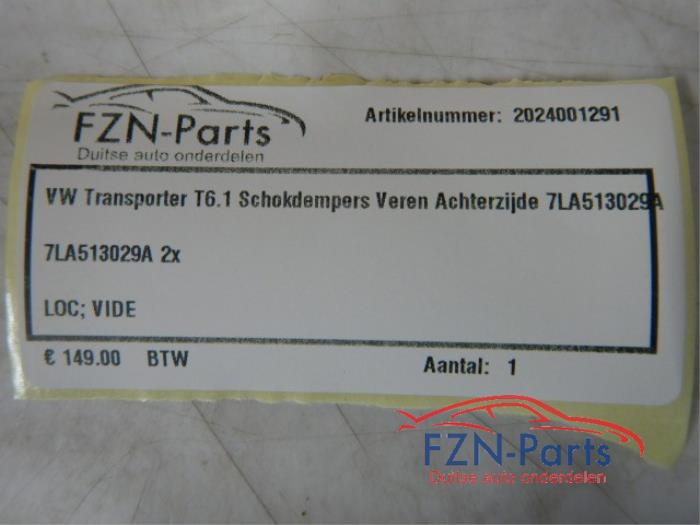 FZN-Parts
Duitse auto onderdelen
Artikelnummer: 2024001291
VW Transporter T6.1 Schokdempers Veren Achterzijde 7LA513029A
7LA513029A 2x
LOC; VIDE
€ 149.00 BTW
Aantal: 1
FZN-Parts
Duitse auto onderdelen